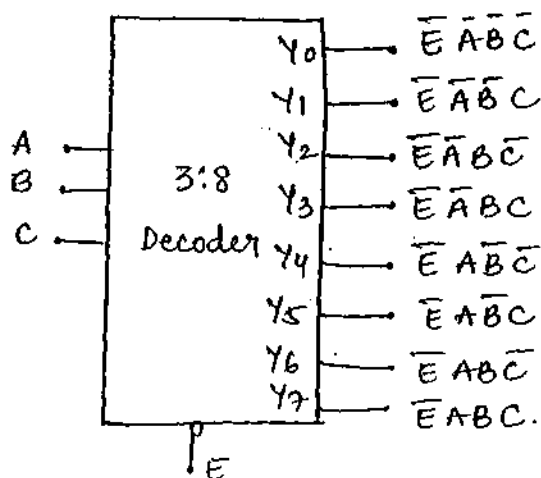 Y0 E̅ A̅ B̅ C̅
Y1 E̅ A̅ B̅ C
A Y2 E̅ A̅ B C̅
B 3:8 Y3 E̅ A̅ B C
C Decoder Y4 E̅ A B̅ C̅
Y5 E̅ A B̅ C
Y6 E̅ A B C̅
Y7 E̅ A B C.
E